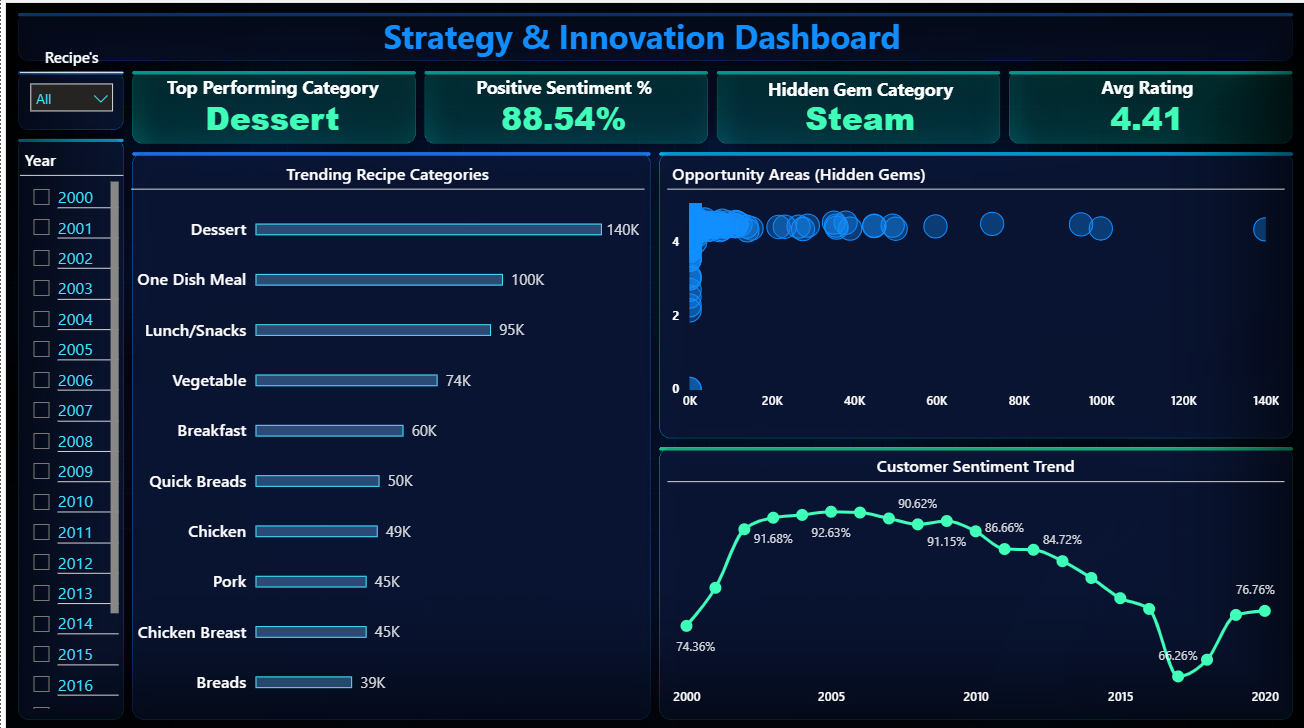 Strategy & Innovation Dashboard
Recipe's
All
Top Performing Category
Dessert
Positive Sentiment %
88.54%
Hidden Gem Category
Steam
Avg Rating
4.41
Year
2000
2001
2002
2003
2004
2005
2006
2007
2008
2009
2010
2011
2012
2013
2014
2015
2016
Trending Recipe Categories
Dessert 140K
One Dish Meal 100K
Lunch/Snacks 95K
Vegetable 74K
Breakfast 60K
Quick Breads 50K
Chicken 49K
Pork 45K
Chicken Breast 45K
Breads 39K
Opportunity Areas (Hidden Gems)
4
2
0
0K 20K 40K 60K 80K 100K 120K 140K
Customer Sentiment Trend
74.36%
91.68%
92.63%
90.62%
91.15%
86.66%
84.72%
66.26%
76.76%
2000 2005 2010 2015 2020